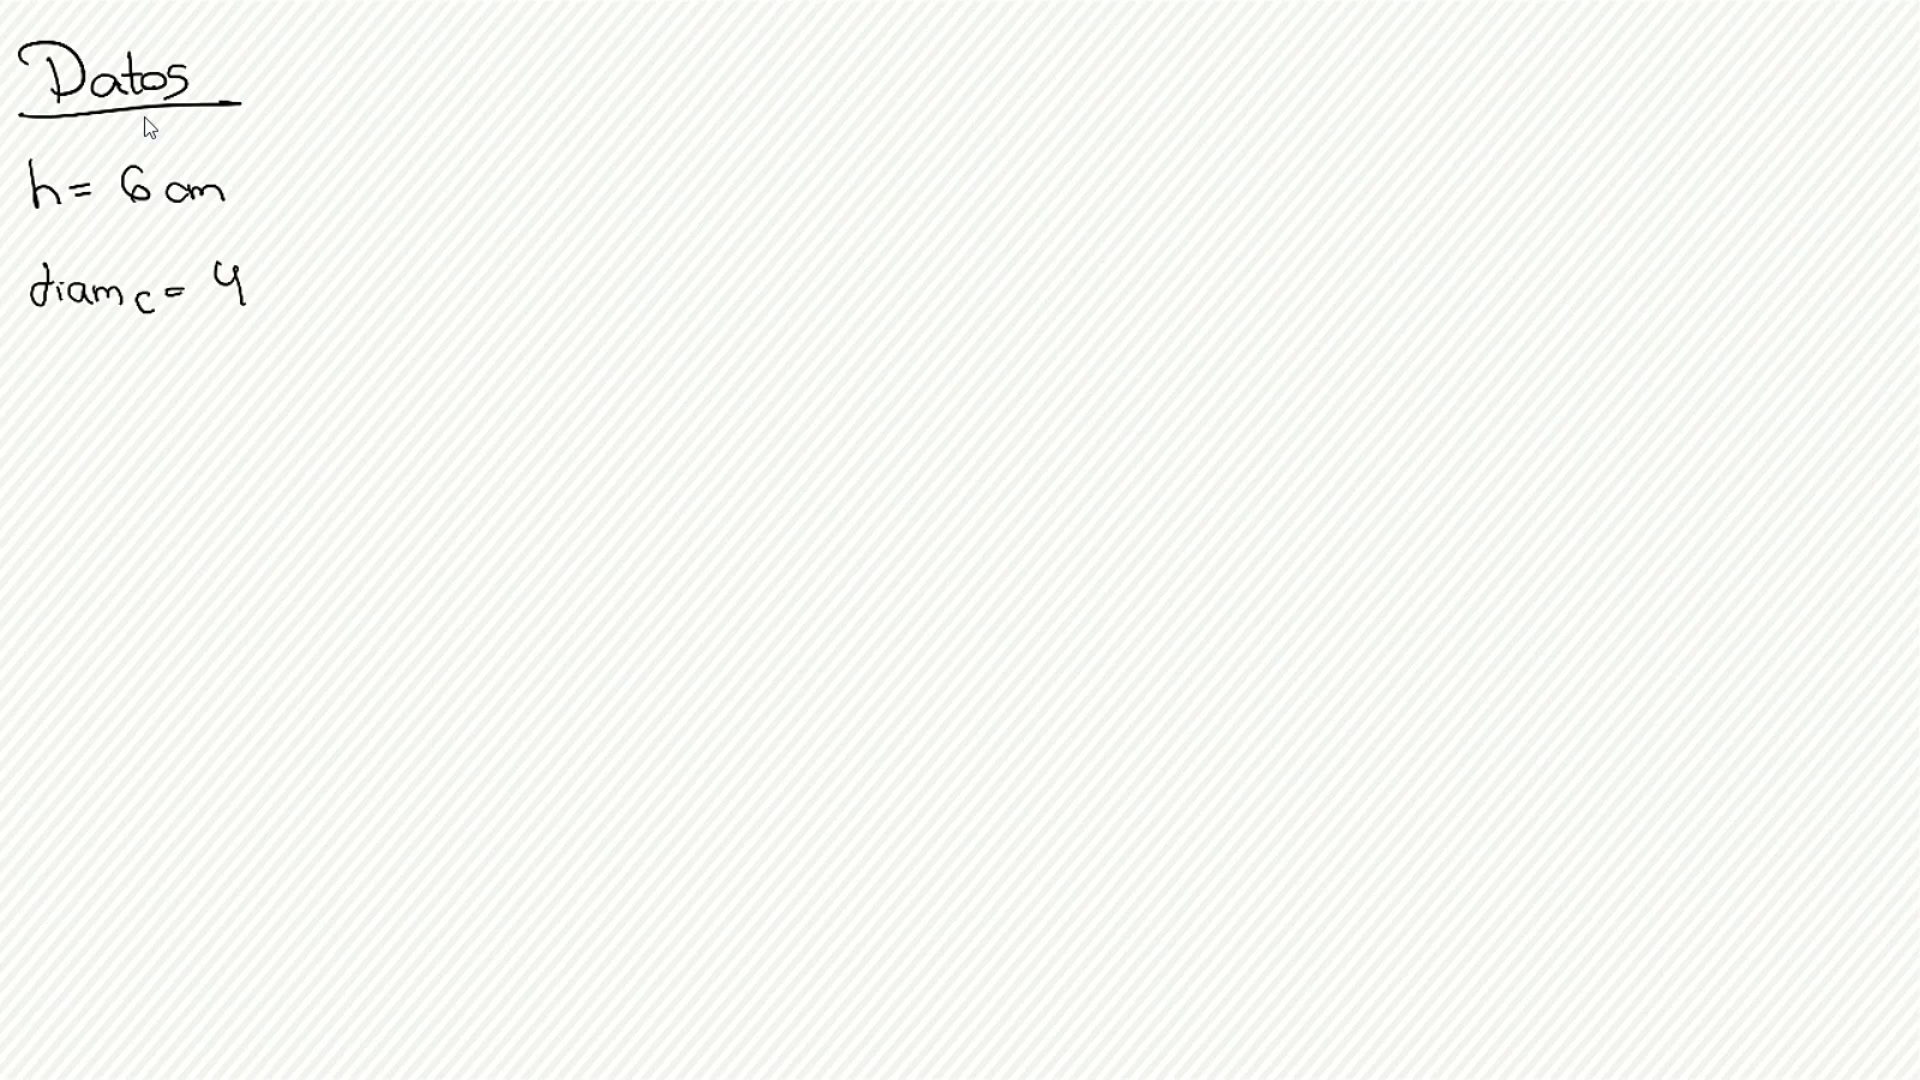 Datos
h = 6 cm
diam c = 4